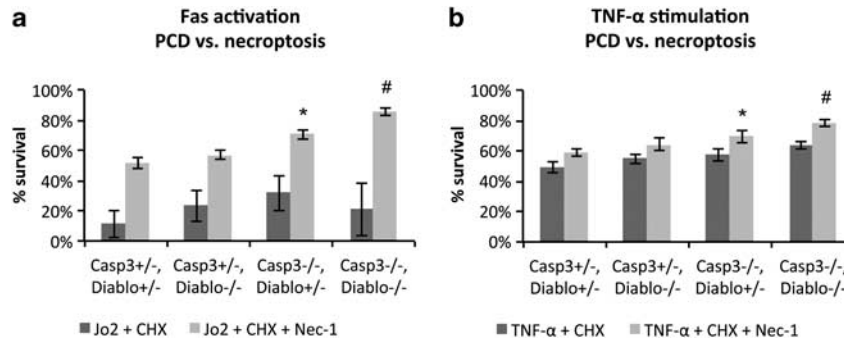 a
Fas activation
PCD vs. necroptosis
% survival
100%
80%
60%
40%
20%
0%
*
#
Casp3+/-, Diablo+/-
Casp3+/-, Diablo-/-
Casp3-/-, Diablo+/-
Casp3-/-, Diablo-/-
Jo2 + CHX
Jo2 + CHX + Nec-1
b
TNF-α stimulation
PCD vs. necroptosis
% survival
100%
80%
60%
40%
20%
0%
*
#
Casp3+/-, Diablo+/-
Casp3+/-, Diablo-/-
Casp3-/-, Diablo+/-
Casp3-/-, Diablo-/-
TNF-α + CHX
TNF-α + CHX + Nec-1